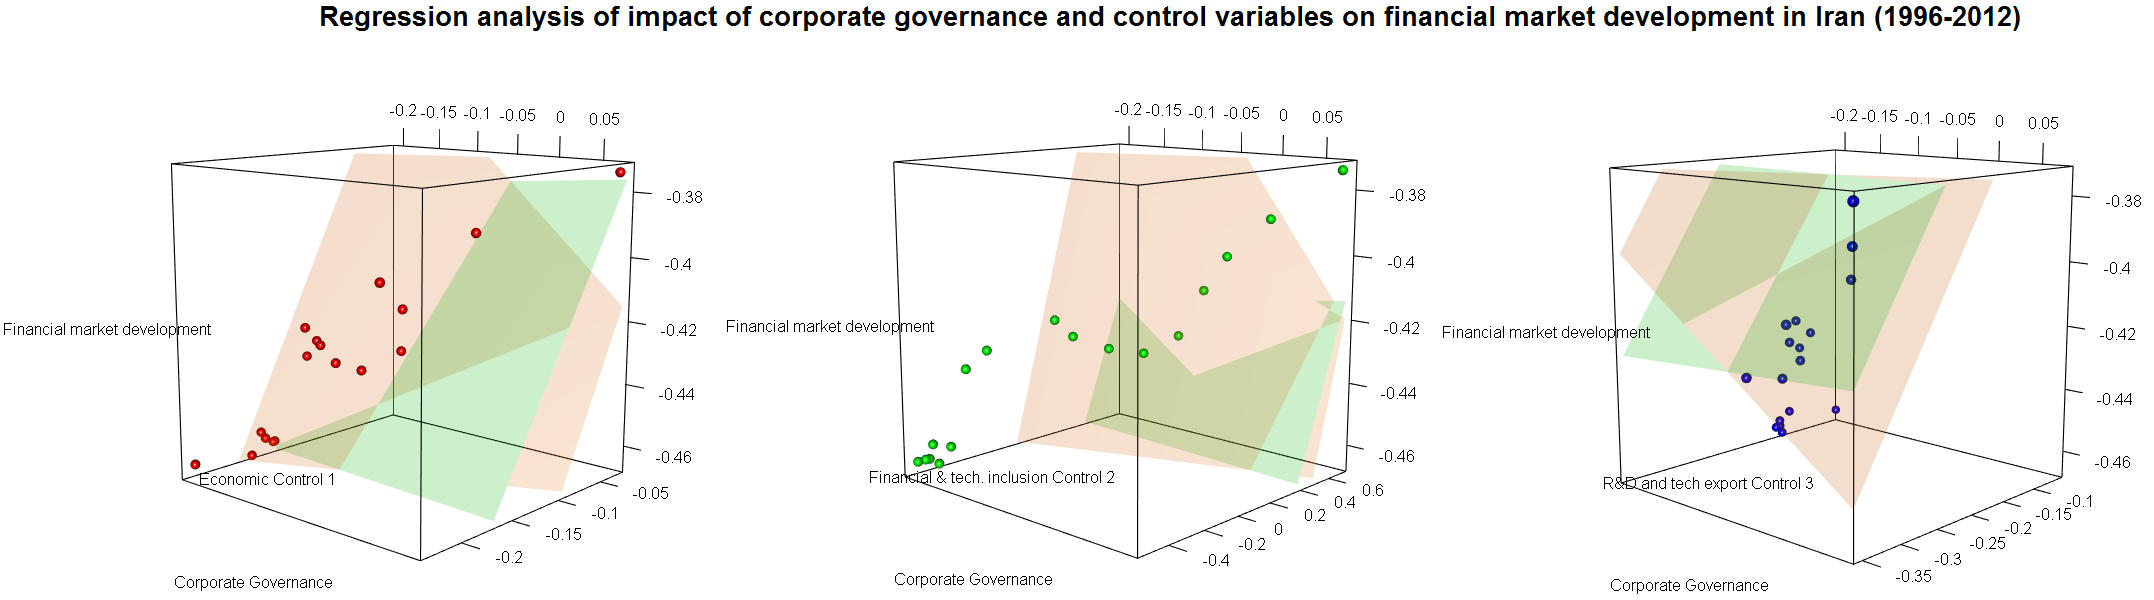 Regression analysis of impact of corporate governance and control variables on financial market development in Iran (1996-2012)
-0.2 -0.15 -0.1 -0.05 0 0.05
-0.38
-0.4
-0.42
-0.44
-0.46
Financial market development
Economic Control 1
-0.05
-0.1
-0.15
-0.2
Corporate Governance
-0.2 -0.15 -0.1 -0.05 0 0.05
-0.38
-0.4
-0.42
-0.44
-0.46
Financial market development
Financial & tech. inclusion Control 2
0.6
0.4
0.2
0
-0.2
-0.4
Corporate Governance
-0.2 -0.15 -0.1 -0.05 0 0.05
-0.38
-0.4
-0.42
-0.44
-0.46
Financial market development
R&D and tech export Control 3
-0.1
-0.15
-0.2
-0.25
-0.3
-0.35
Corporate Governance